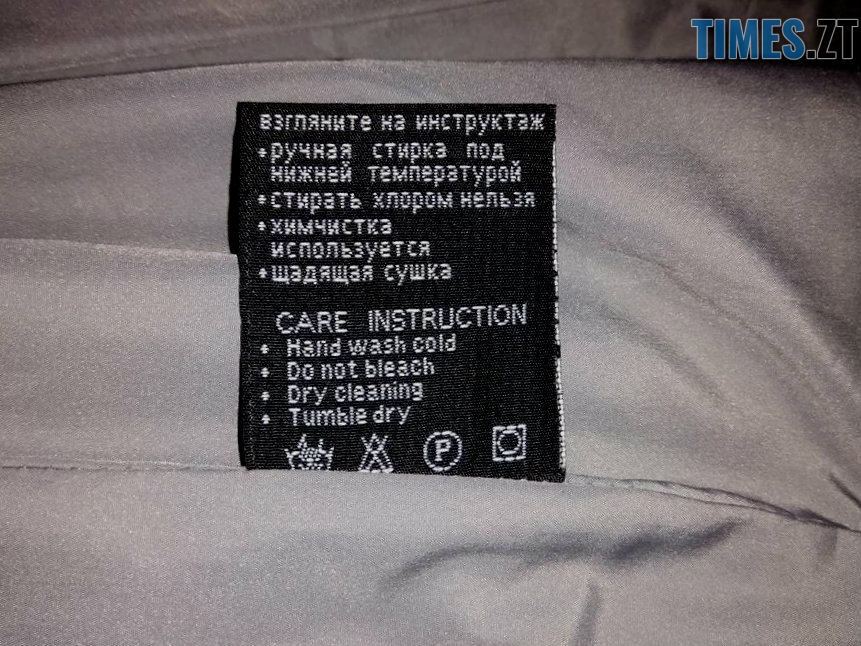 TIMES.ZT
взгляните на инструктаж
•ручная стирка под
нижней температурой
•стирать хлором нельзя
•химчистка
используется
•щадящая сушка
CARE INSTRUCTION
• Hand wash cold
• Do not bleach
• Dry cleaning
• Tumble dry
P